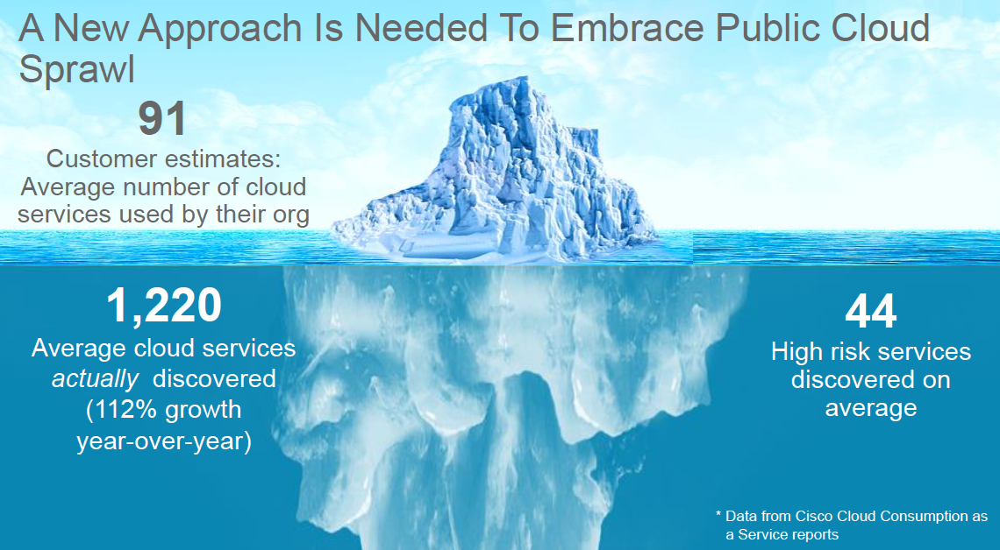 A New Approach Is Needed To Embrace Public Cloud
Sprawl
91
Customer estimates:
Average number of cloud
services used by their org
1,220
Average cloud services
actually discovered
(112% growth
year-over-year)
44
High risk services
discovered on
average
* Data from Cisco Cloud Consumption as
a Service reports